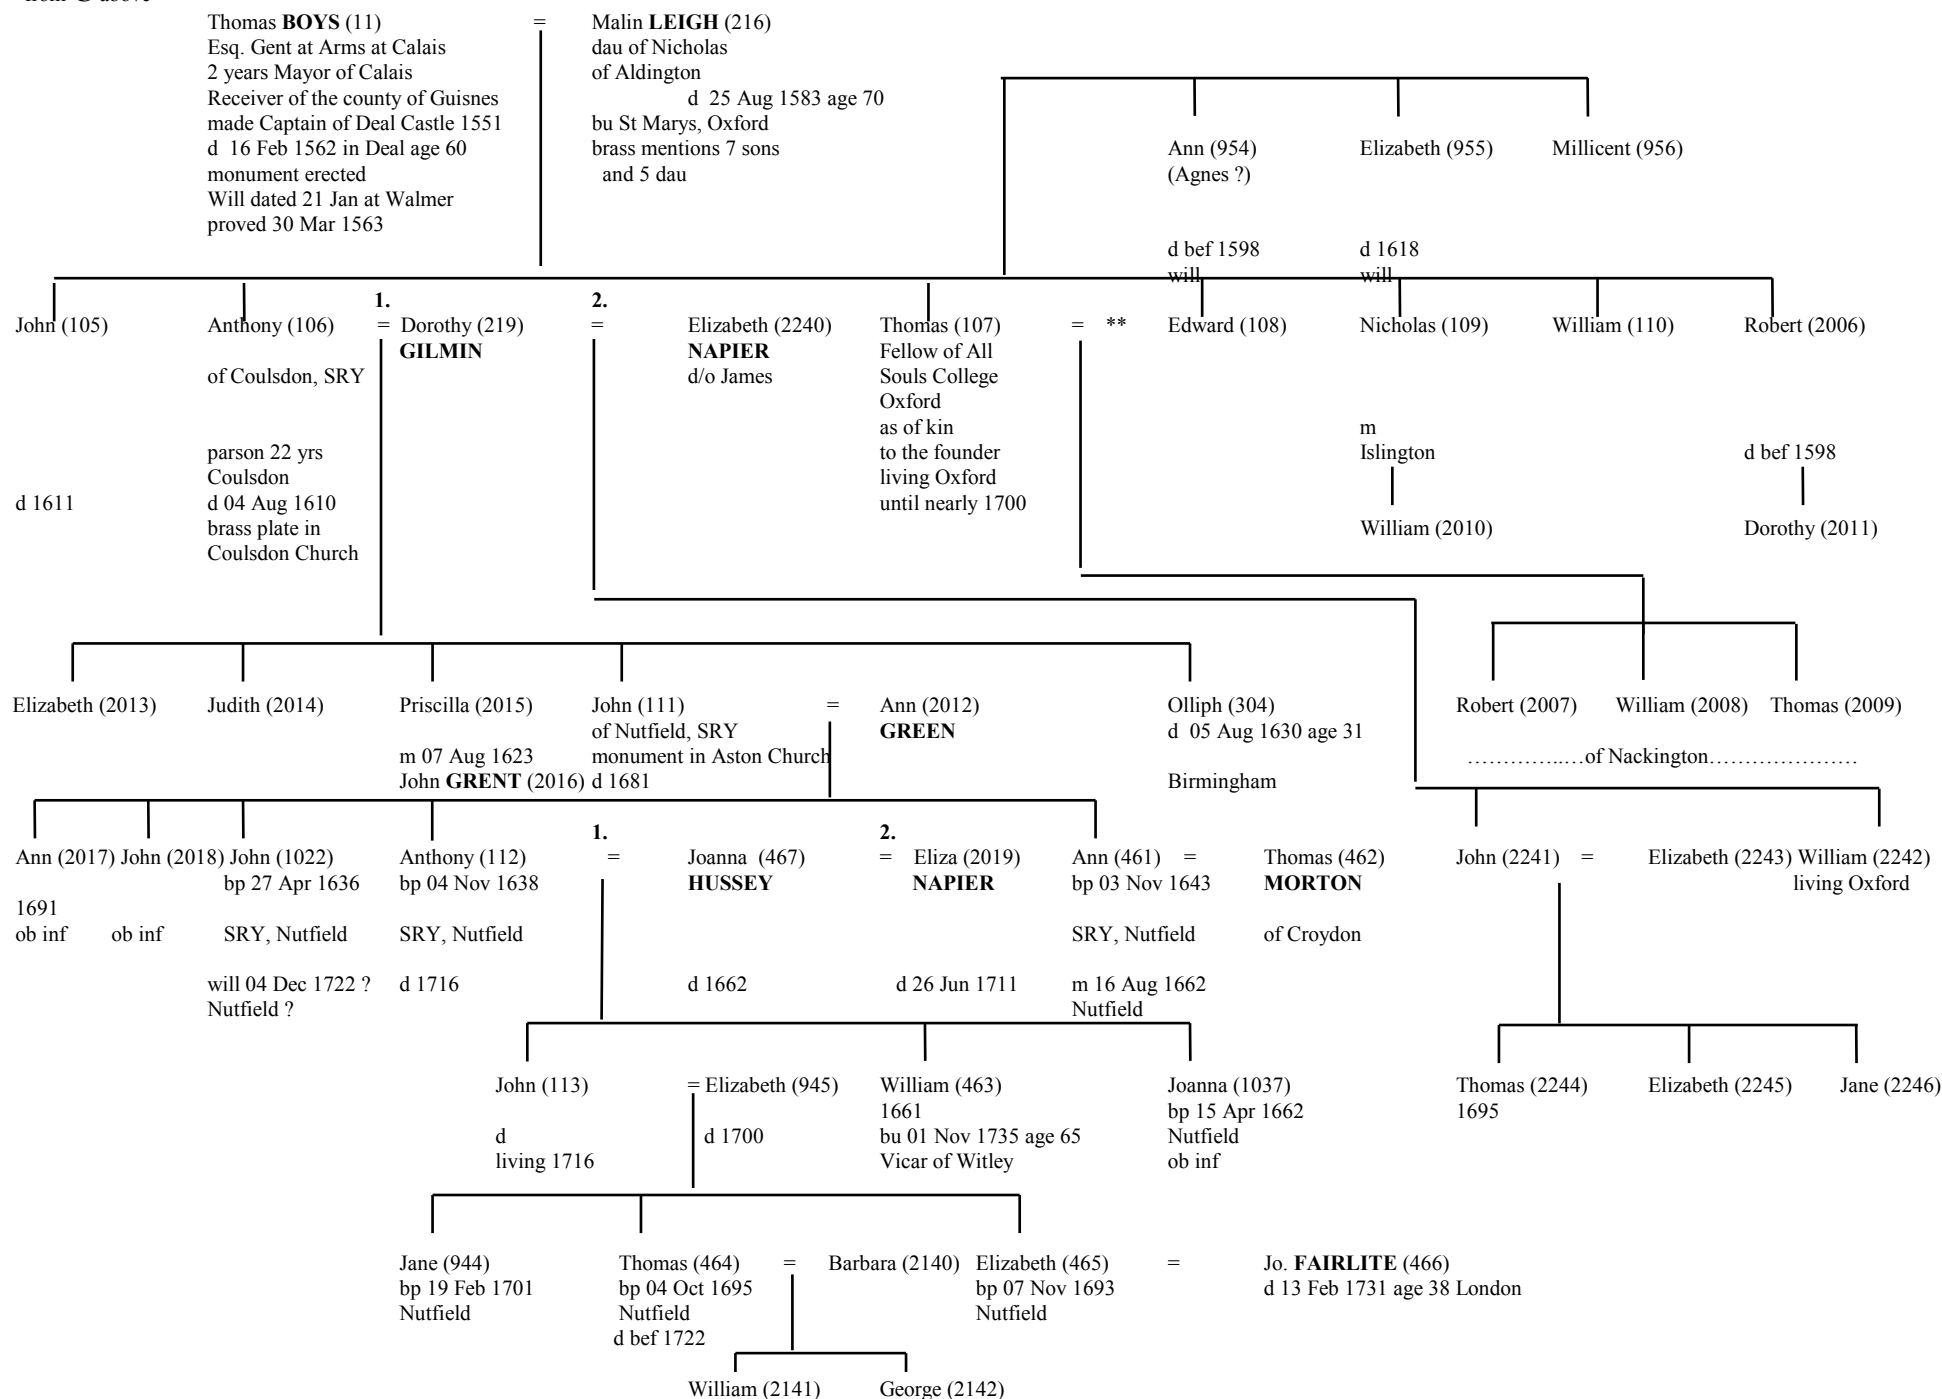 from G above
Thomas BOYS (11) = Malin LEIGH (216)
Esq. Gent at Arms at Calais dau of Nicholas
2 years Mayor of Calais of Aldington
Receiver of the county of Guisnes d 25 Aug 1583 age 70
made Captain of Deal Castle 1551 bu St Marys, Oxford
d 16 Feb 1562 in Deal age 60 brass mentions 7 sons Ann (954) Elizabeth (955) Millicent (956)
monument erected and 5 dau (Agnes ?)
Will dated 21 Jan at Walmer
proved 30 Mar 1563
d bef 1598 d 1618
will will
1. 2.
John (105) Anthony (106) = Dorothy (219) = Elizabeth (2240) Thomas (107) = ** Edward (108) Nicholas (109) William (110) Robert (2006)
GILMIN NAPIER Fellow of All
of Coulsdon, SRY d/o James Souls College
Oxford
as of kin m
parson 22 yrs to the founder Islington d bef 1598
Coulsdon living Oxford
d 1611 d 04 Aug 1610 until nearly 1700
brass plate in William (2010) Dorothy (2011)
Coulsdon Church
Elizabeth (2013) Judith (2014) Priscilla (2015) John (111) = Ann (2012) Olliph (304) Robert (2007) William (2008) Thomas (2009)
of Nutfield, SRY GREEN d 05 Aug 1630 age 31
m 07 Aug 1623 monument in Aston Church …………..…of Nackington…………………
John GRENT (2016) d 1681 Birmingham
1. 2.
Ann (2017) John (2018) John (1022) Anthony (112) = Joanna (467) = Eliza (2019) Ann (461) = Thomas (462) John (2241) = Elizabeth (2243) William (2242)
bp 27 Apr 1636 bp 04 Nov 1638 HUSSEY NAPIER bp 03 Nov 1643 MORTON living Oxford
1691
ob inf ob inf SRY, Nutfield SRY, Nutfield SRY, Nutfield of Croydon
will 04 Dec 1722 ? d 1716 d 1662 d 26 Jun 1711 m 16 Aug 1662
Nutfield ? Nutfield
John (113) = Elizabeth (945) William (463) Joanna (1037) Thomas (2244) Elizabeth (2245) Jane (2246)
1661 bp 15 Apr 1662 1695
d d 1700 bu 01 Nov 1735 age 65 Nutfield
living 1716 Vicar of Witley ob inf
Jane (944) Thomas (464) = Barbara (2140) Elizabeth (465) = Jo. FAIRLITE (466)
bp 19 Feb 1701 bp 04 Oct 1695 bp 07 Nov 1693 d 13 Feb 1731 age 38 London
Nutfield Nutfield Nutfield
d bef 1722
William (2141) George (2142)